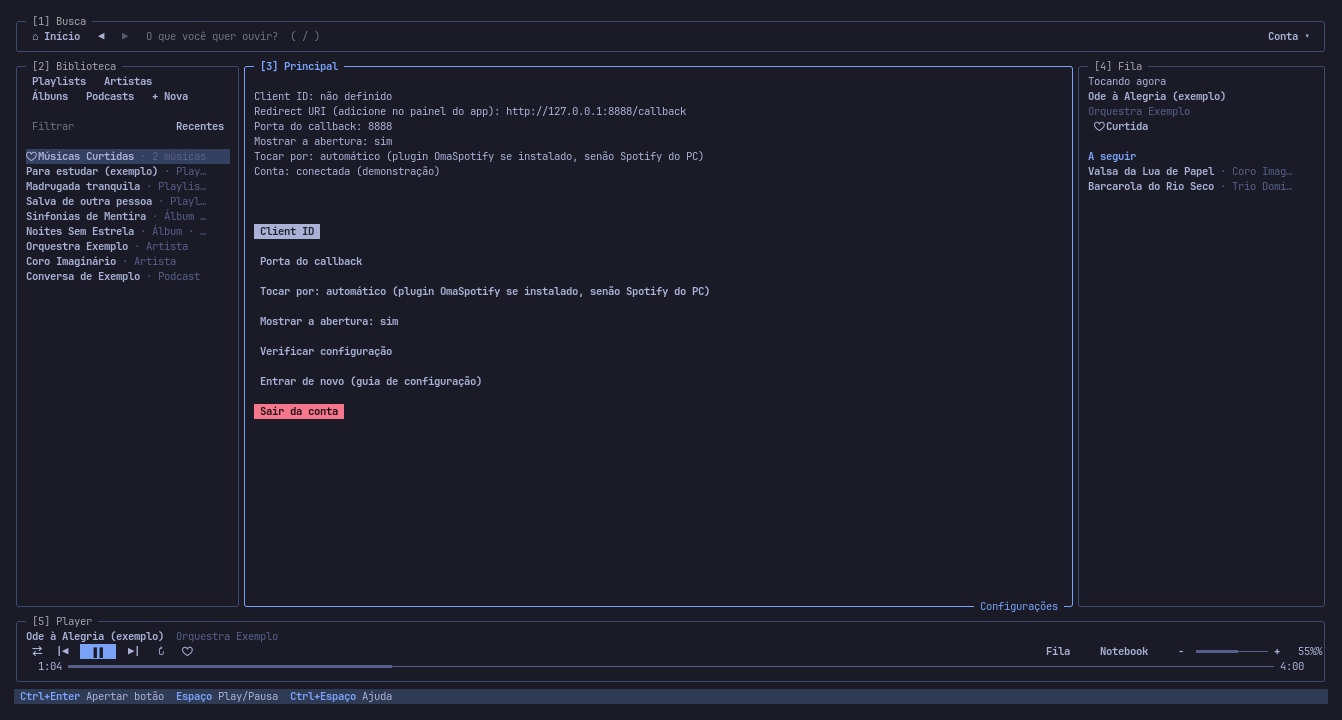 [1] Busca
⌂ Início ◀ ▶ O que você quer ouvir? ( / ) Conta ▾
[2] Biblioteca
Playlists Artistas
Álbuns Podcasts + Nova
Filtrar Recentes
♡Músicas Curtidas · 2 músicas
Para estudar (exemplo) · Play…
Madrugada tranquila · Playlis…
Salva de outra pessoa · Playl…
Sinfonias de Mentira · Álbum …
Noites Sem Estrela · Álbum · …
Orquestra Exemplo · Artista
Coro Imaginário · Artista
Conversa de Exemplo · Podcast
[3] Principal
Client ID: não definido
Redirect URI (adicione no painel do app): http://127.0.0.1:8888/callback
Porta do callback: 8888
Mostrar a abertura: sim
Tocar por: automático (plugin OmaSpotify se instalado, senão Spotify do PC)
Conta: conectada (demonstração)
Client ID
Porta do callback
Tocar por: automático (plugin OmaSpotify se instalado, senão Spotify do PC)
Mostrar a abertura: sim
Verificar configuração
Entrar de novo (guia de configuração)
Sair da conta
Configurações
[4] Fila
Tocando agora
Ode à Alegria (exemplo)
Orquestra Exemplo
♡Curtida
A seguir
Valsa da Lua de Papel · Coro Imag…
Barcarola do Rio Seco · Trio Domi…
[5] Player
Ode à Alegria (exemplo) Orquestra Exemplo
Fila Notebook - + 55%%
1:04 4:00
Ctrl+Enter Apertar botão Espaço Play/Pausa Ctrl+Espaço Ajuda